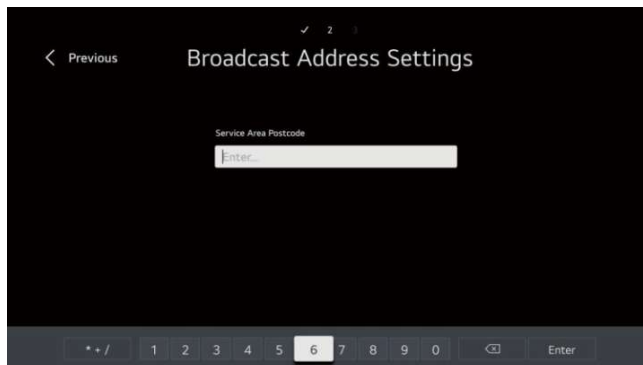 ✓ 2 3
< Previous
Broadcast Address Settings
Service Area Postcode
Enter...
* + / 1 2 3 4 5 6 7 8 9 0 Enter